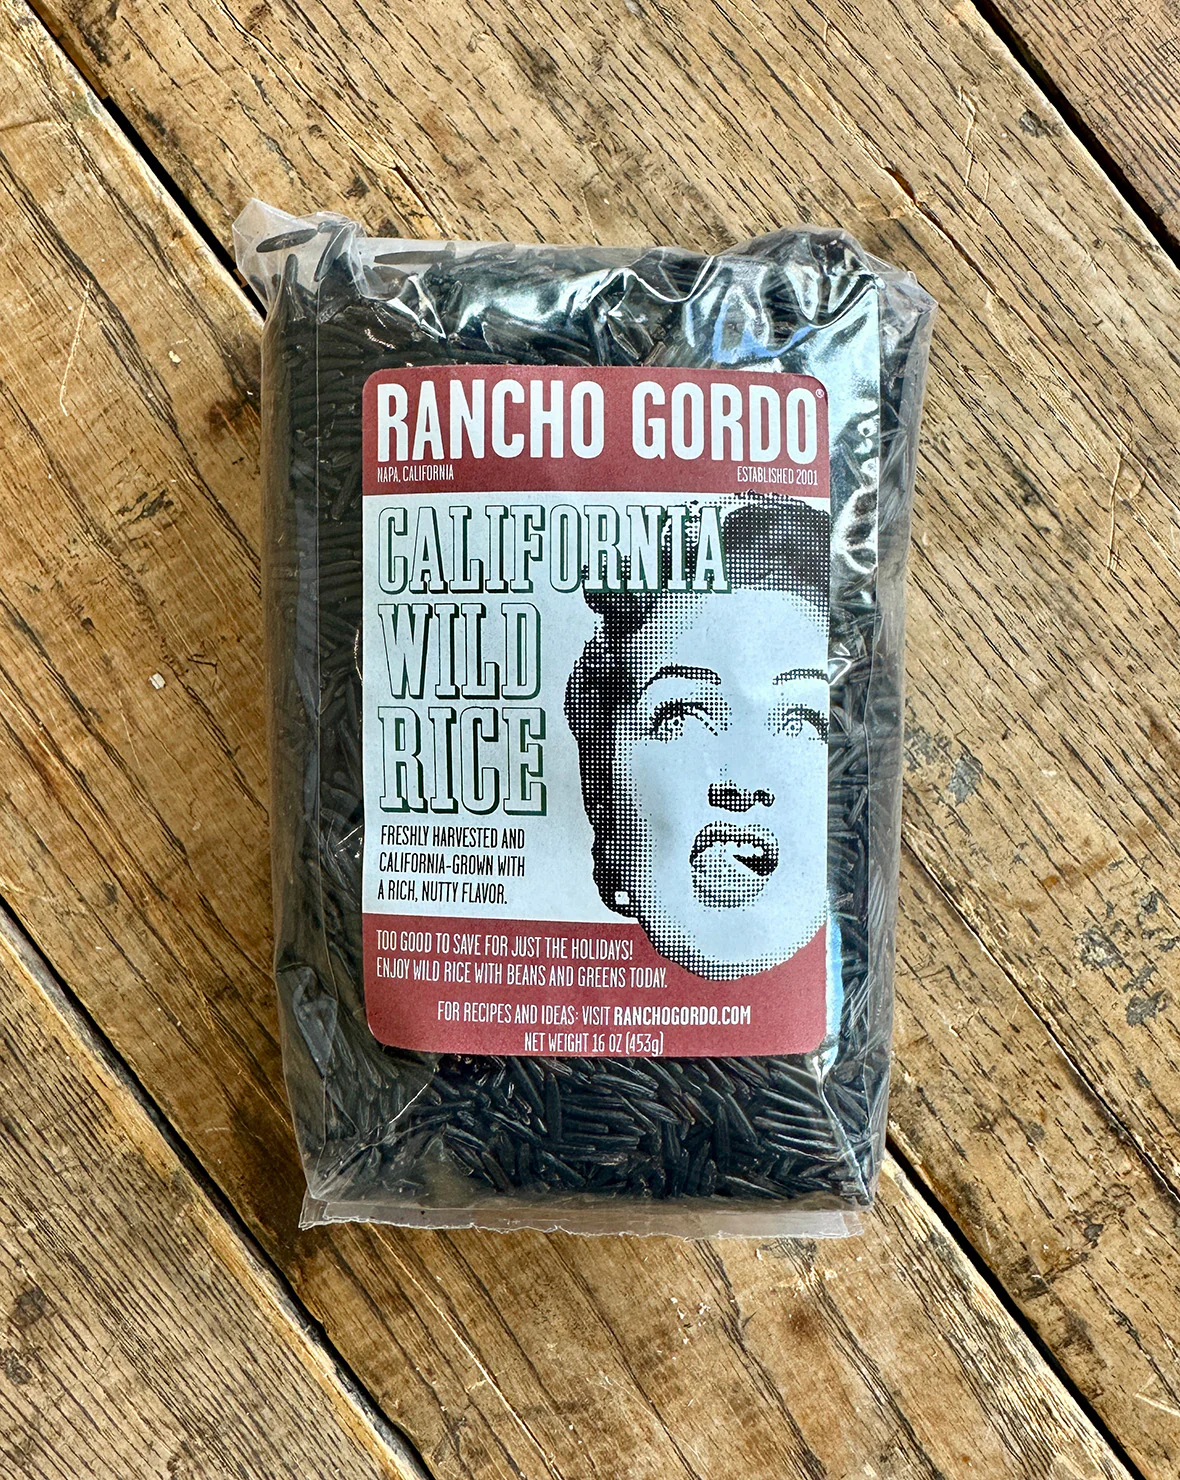 RANCHO GORDO®
NAPA, CALIFORNIA ESTABLISHED 2001
CALIFORNIA
WILD
RICE
FRESHLY HARVESTED AND
CALIFORNIA-GROWN WITH
A RICH, NUTTY FLAVOR.
TOO GOOD TO SAVE FOR JUST THE HOLIDAYS!
ENJOY WILD RICE WITH BEANS AND GREENS TODAY.
FOR RECIPES AND IDEAS: VISIT RANCHOGORDO.COM
NET WEIGHT 16 OZ (453g)